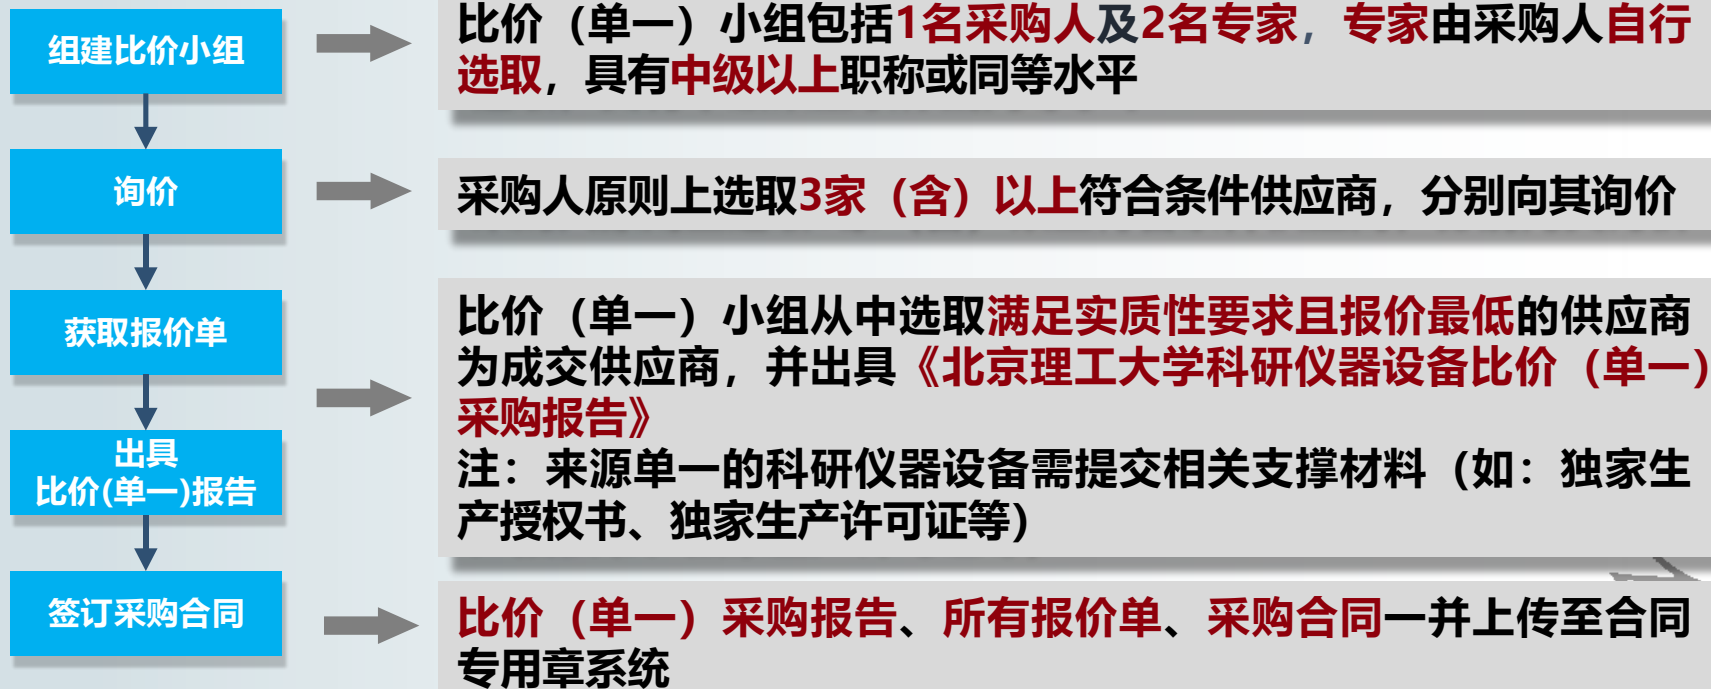 组建比价小组
比价（单一）小组包括1名采购人及2名专家，专家由采购人自行
选取，具有中级以上职称或同等水平
询价
采购人原则上选取3家（含）以上符合条件供应商，分别向其询价
获取报价单
比价（单一）小组从中选取满足实质性要求且报价最低的供应商
为成交供应商，并出具《北京理工大学科研仪器设备比价（单一）
采购报告》
注：来源单一的科研仪器设备需提交相关支撑材料（如：独家生
产授权书、独家生产许可证等）
出具
比价(单一)报告
签订采购合同
比价（单一）采购报告、所有报价单、采购合同一并上传至合同
专用章系统